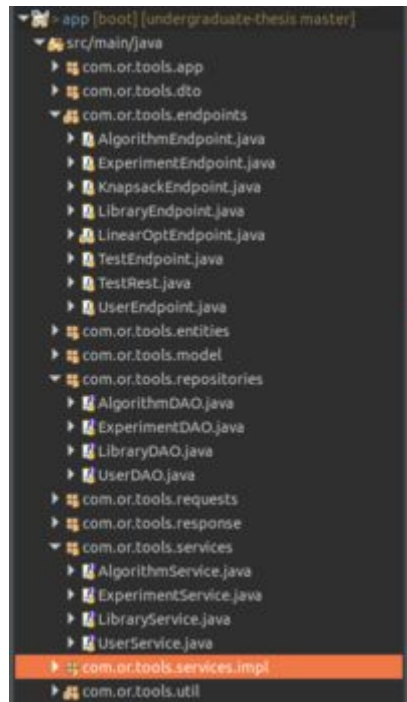 > app [boot] [undergraduate-thesis master]
src/main/java
com.or.tools.app
com.or.tools.dto
com.or.tools.endpoints
AlgorithmEndpoint.java
ExperimentEndpoint.java
KnapsackEndpoint.java
LibraryEndpoint.java
LinearOptEndpoint.java
TestEndpoint.java
TestRest.java
UserEndpoint.java
com.or.tools.entities
com.or.tools.model
com.or.tools.repositories
AlgorithmDAO.java
ExperimentDAO.java
LibraryDAO.java
UserDAO.java
com.or.tools.requests
com.or.tools.response
com.or.tools.services
AlgorithmService.java
ExperimentService.java
LibraryService.java
UserService.java
com.or.tools.services.impl
com.or.tools.util